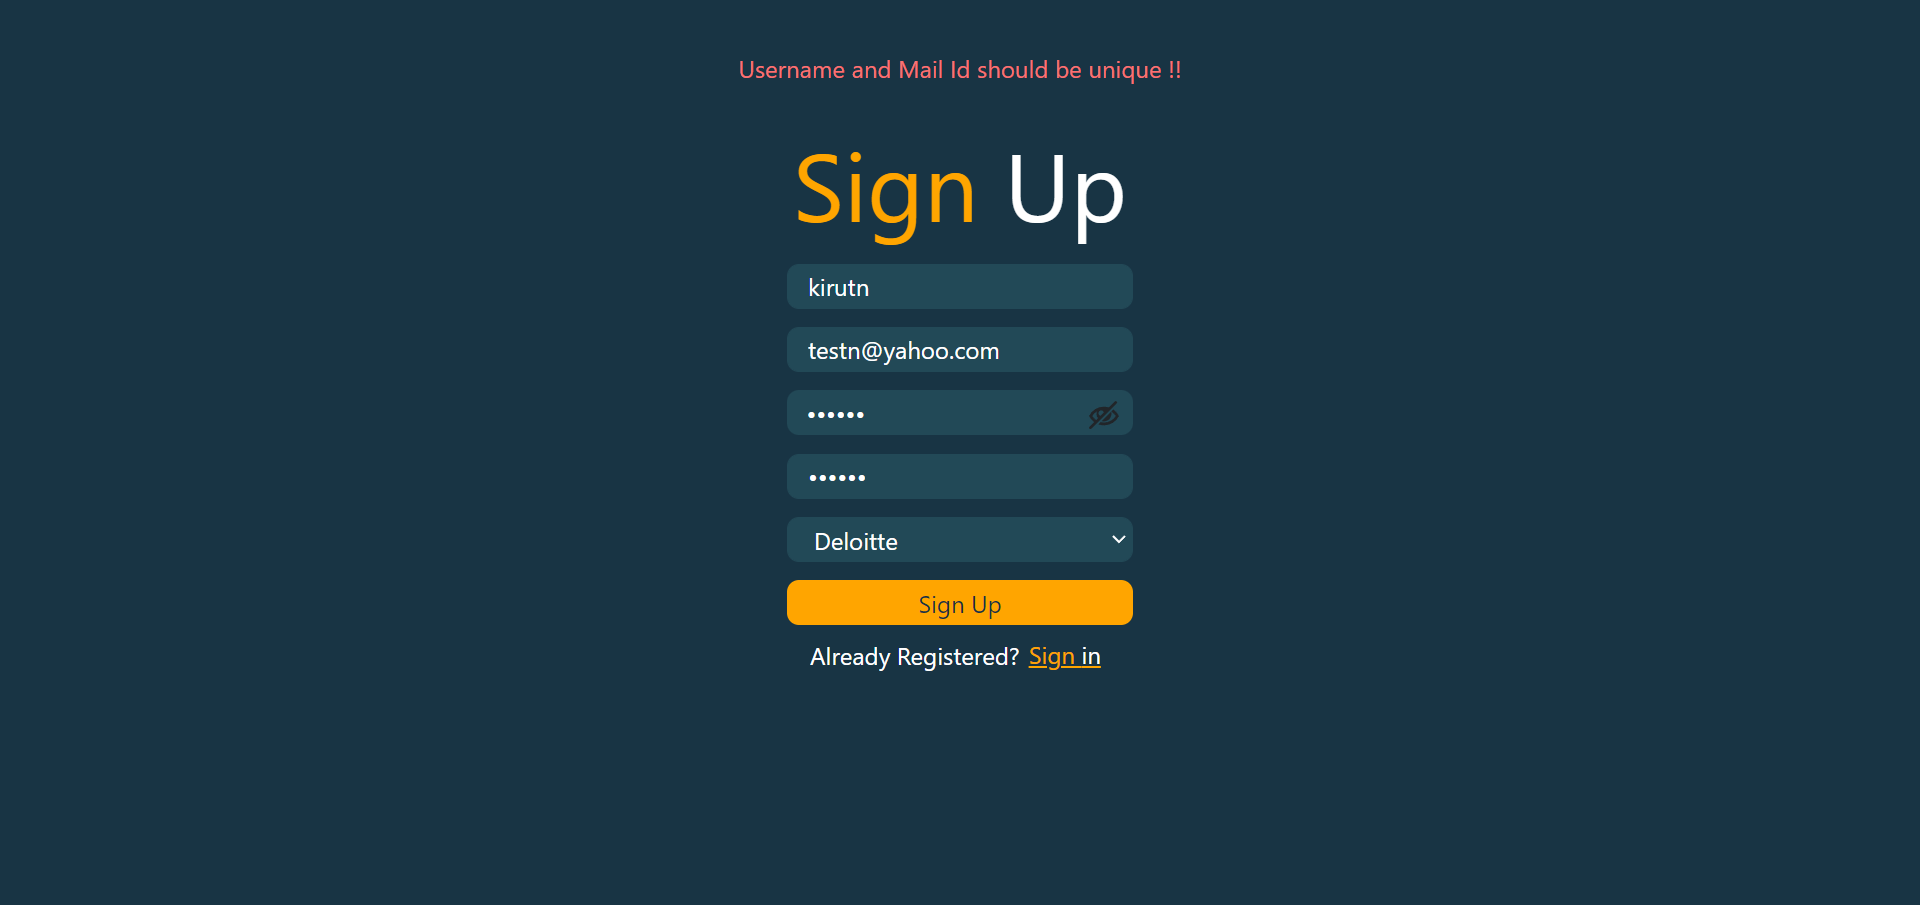 Username and Mail Id should be unique !!
Sign Up
kirutn
testn@yahoo.com
••••••
••••••
Deloitte
Sign Up
Already Registered? Sign in